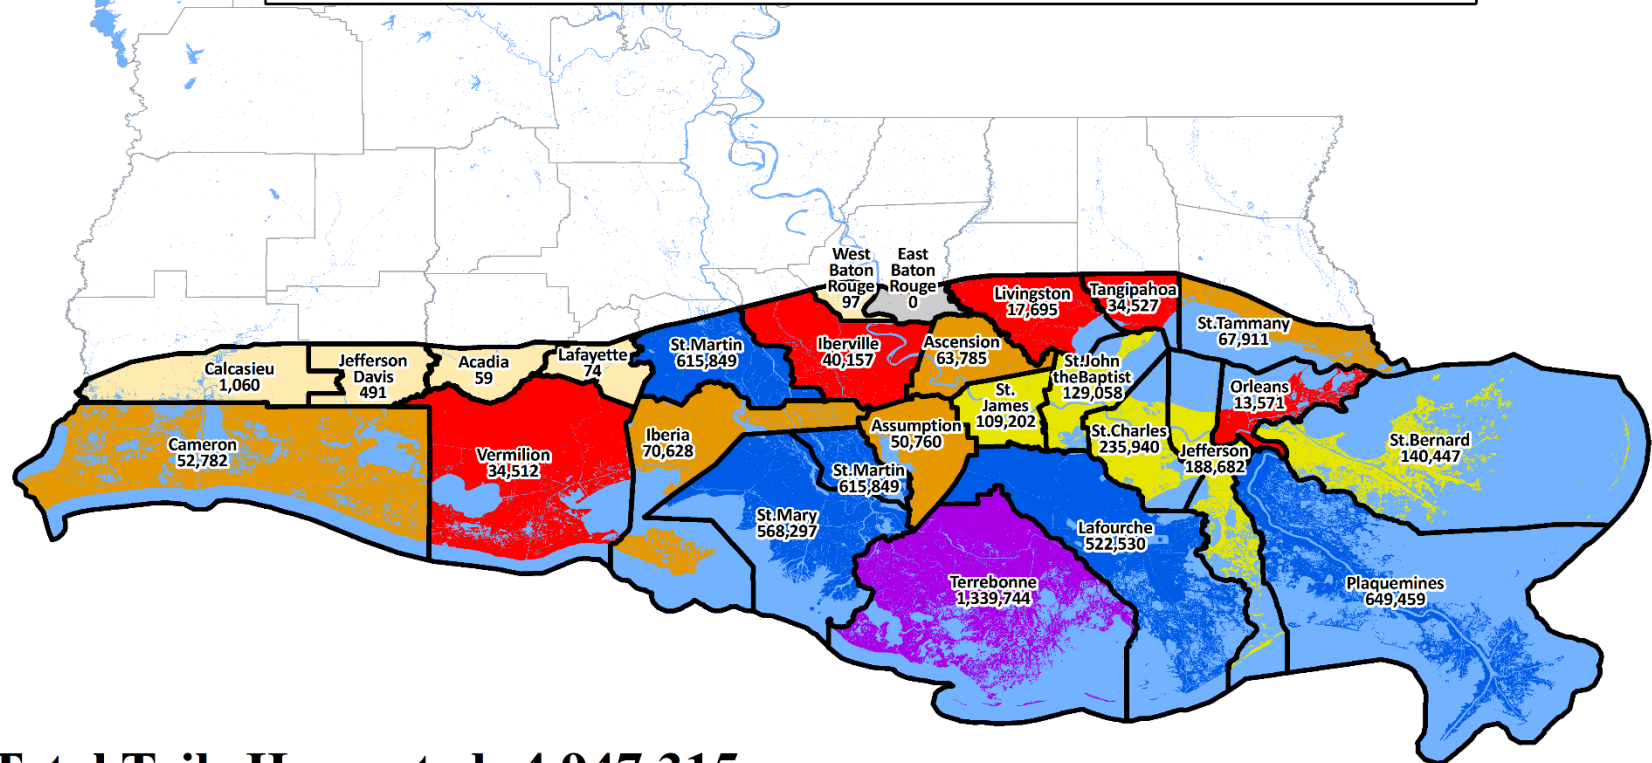 West
Baton
Rouge
97
East
Baton
Rouge
0
Livingston
17,695
Tangipahoa
34,527
St.Tammany
67,911
Calcasieu
1,060
Jefferson
Davis
491
Acadia
59
Lafayette
74
St.Martin
615,849
Iberville
40,157
Ascension
63,785
St.John
theBaptist
129,058
Orleans
13,571
St.
James
109,202
St.Charles
235,940
Jefferson
188,682
St.Bernard
140,447
Cameron
52,782
Vermilion
34,512
Iberia
70,628
Assumption
50,760
St.Martin
615,849
St.Mary
568,297
Lafourche
522,530
Terrebonne
1,339,744
Plaquemines
649,459